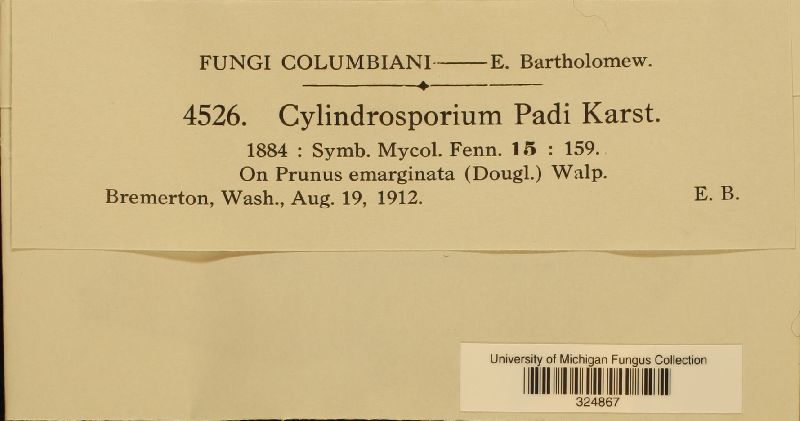 FUNGI COLUMBIANI——E. Bartholomew.
4526. Cylindrosporium Padi Karst.
1884 : Symb. Mycol. Fenn. 15 : 159.
On Prunus emarginata (Dougl.) Walp.
Bremerton, Wash., Aug. 19, 1912. E. B.
University of Michigan Fungus Collection
324867